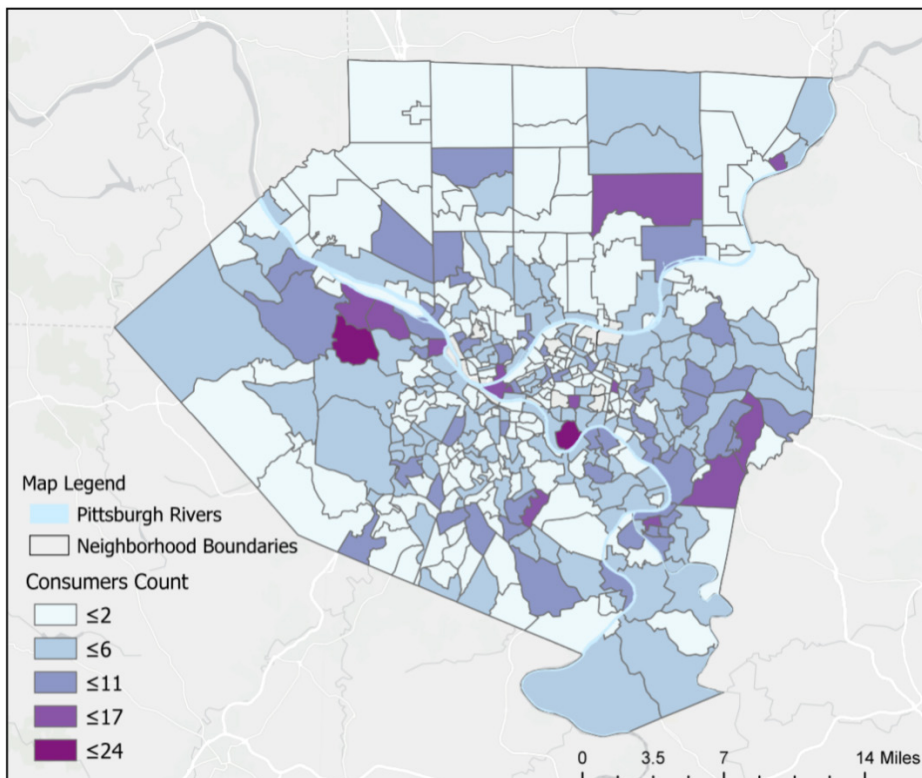 Map Legend
Pittsburgh Rivers
Neighborhood Boundaries
Consumers Count
≤2
≤6
≤11
≤17
≤24
0 3.5 7 14 Miles